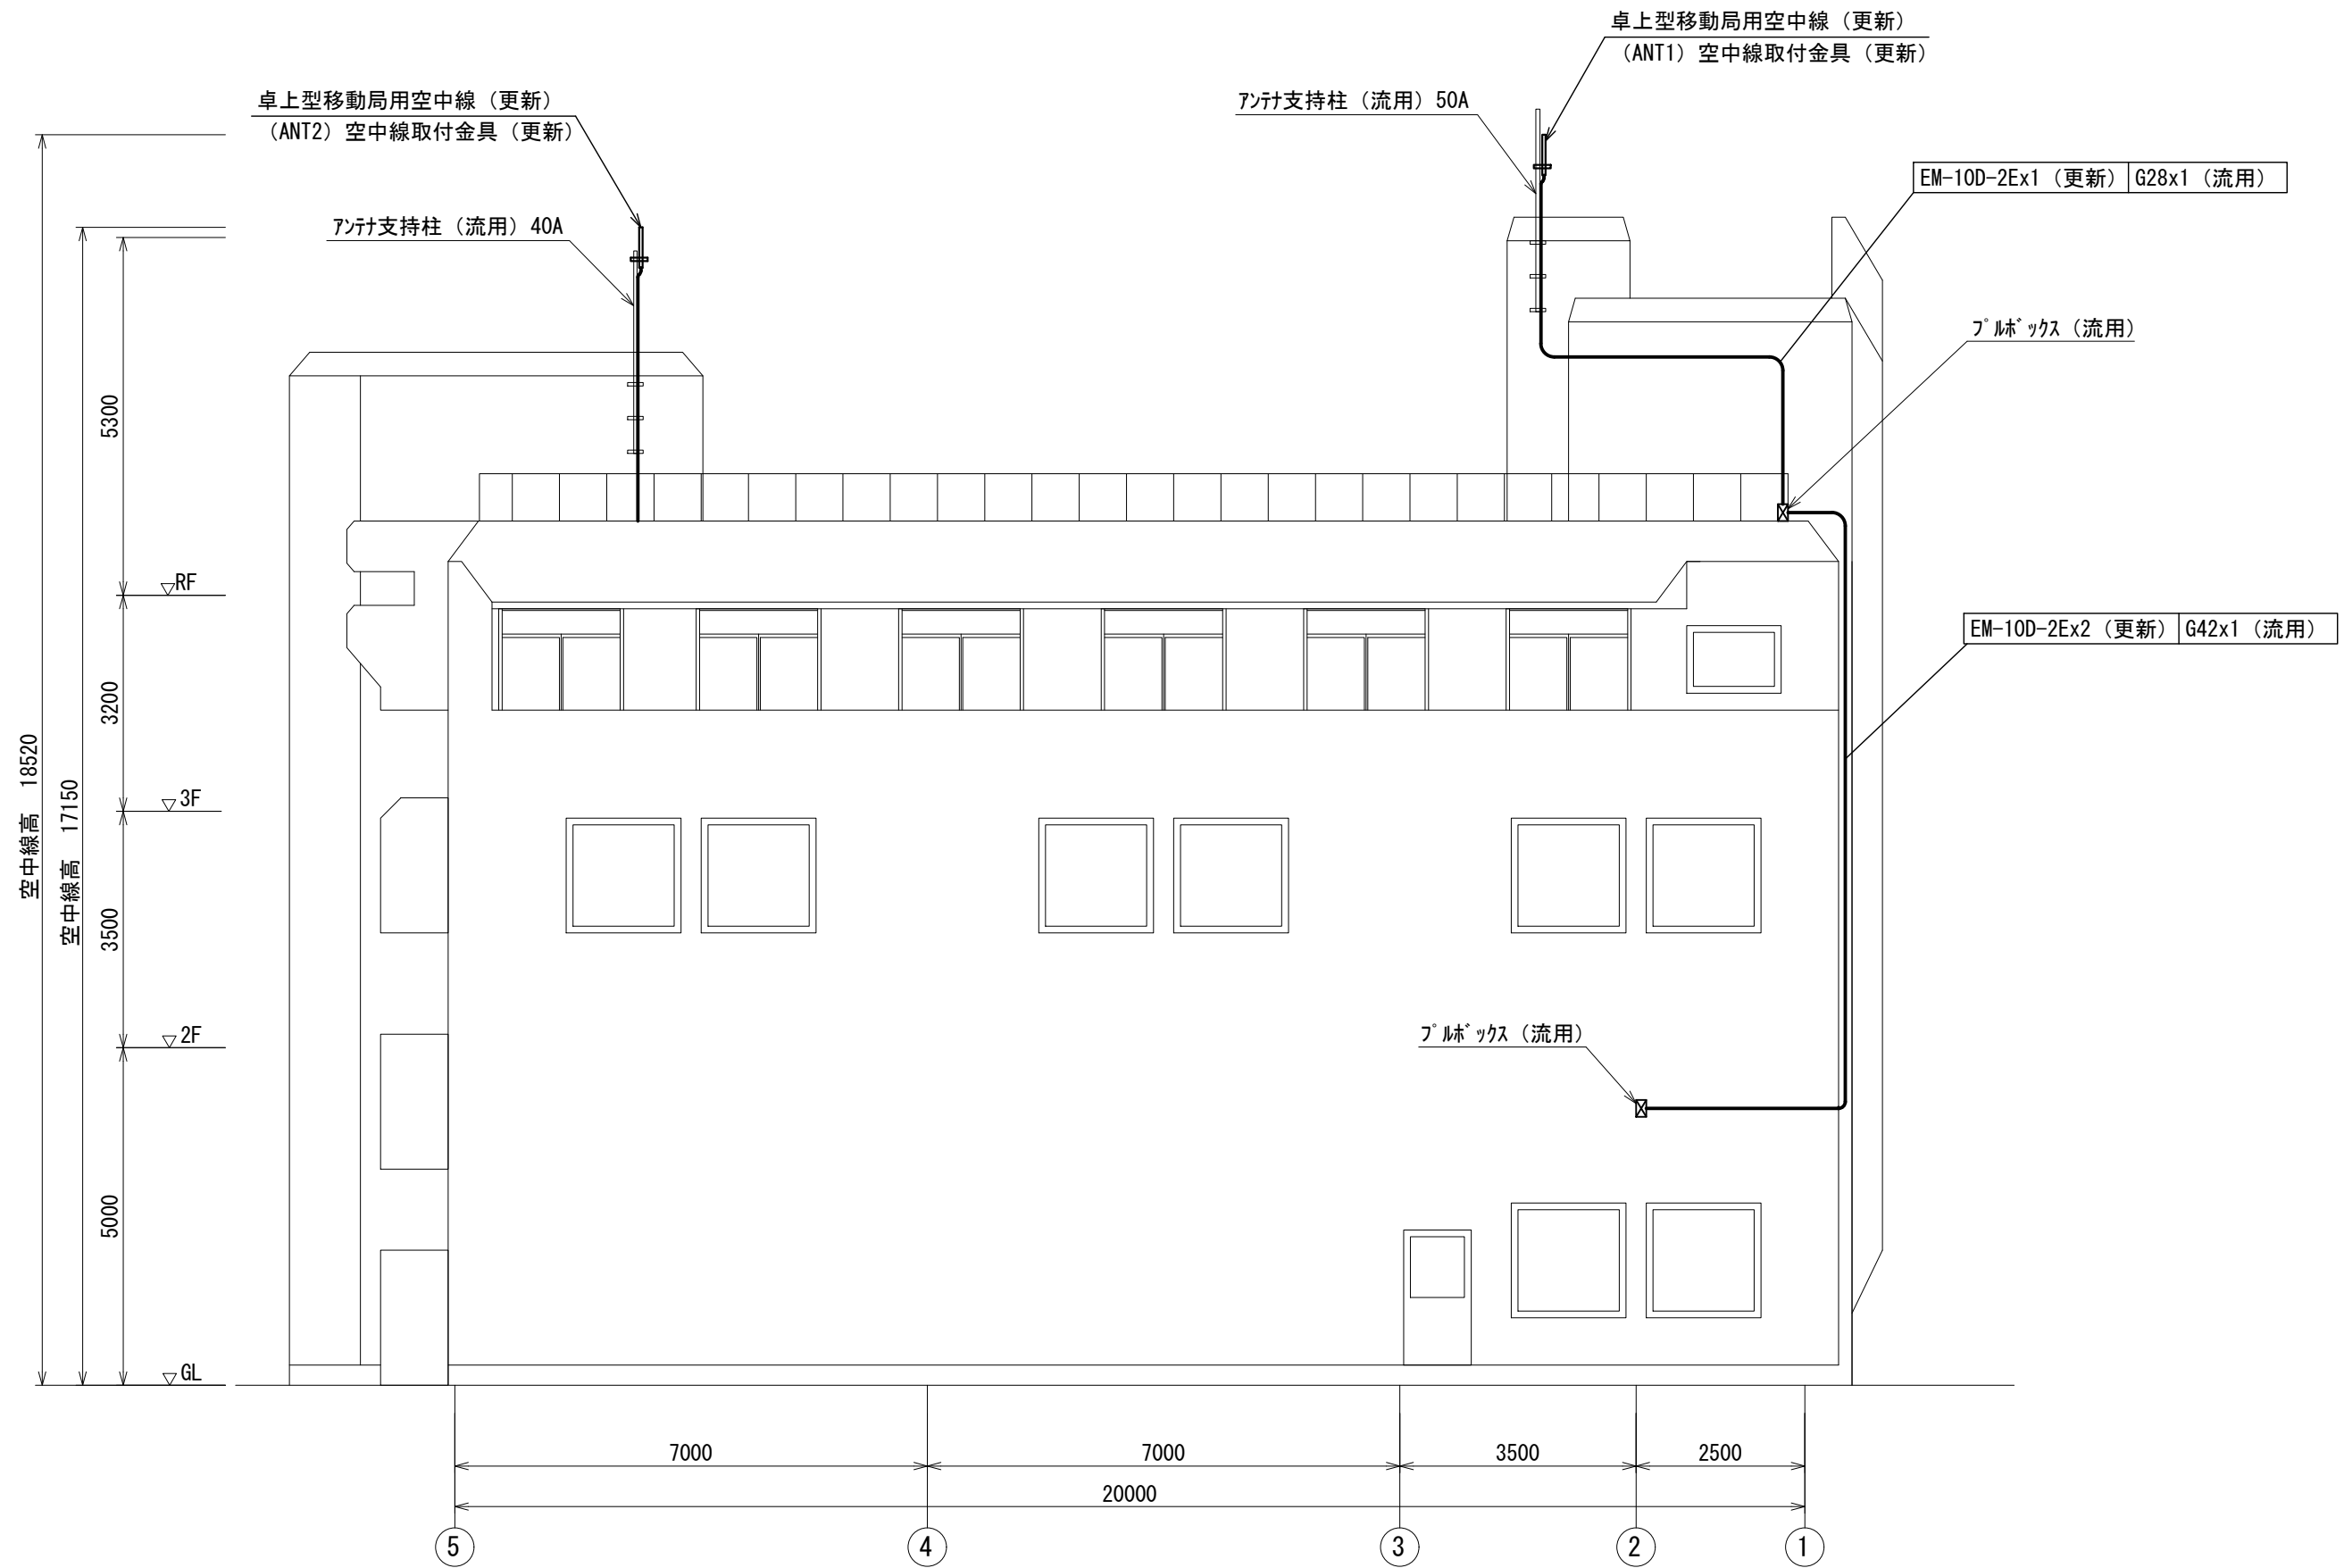 卓上型移動局用空中線（更新）
（ANT1）空中線取付金具（更新）
卓上型移動局用空中線（更新）
（ANT2）空中線取付金具（更新）
ｱﾝﾃﾅ支持柱（流用）50A
EM-10D-2Ex1（更新） G28x1（流用）
ｱﾝﾃﾅ支持柱（流用）40A
ﾌﾟﾙﾎﾞｯｸｽ（流用）
5300
▽RF
EM-10D-2Ex2（更新） G42x1（流用）
3200
空中線高 18520
空中線高 17150
▽3F
3500
▽2F
ﾌﾟﾙﾎﾞｯｸｽ（流用）
5000
▽GL
7000 7000 3500 2500
20000
⑤ ④ ③ ② ①